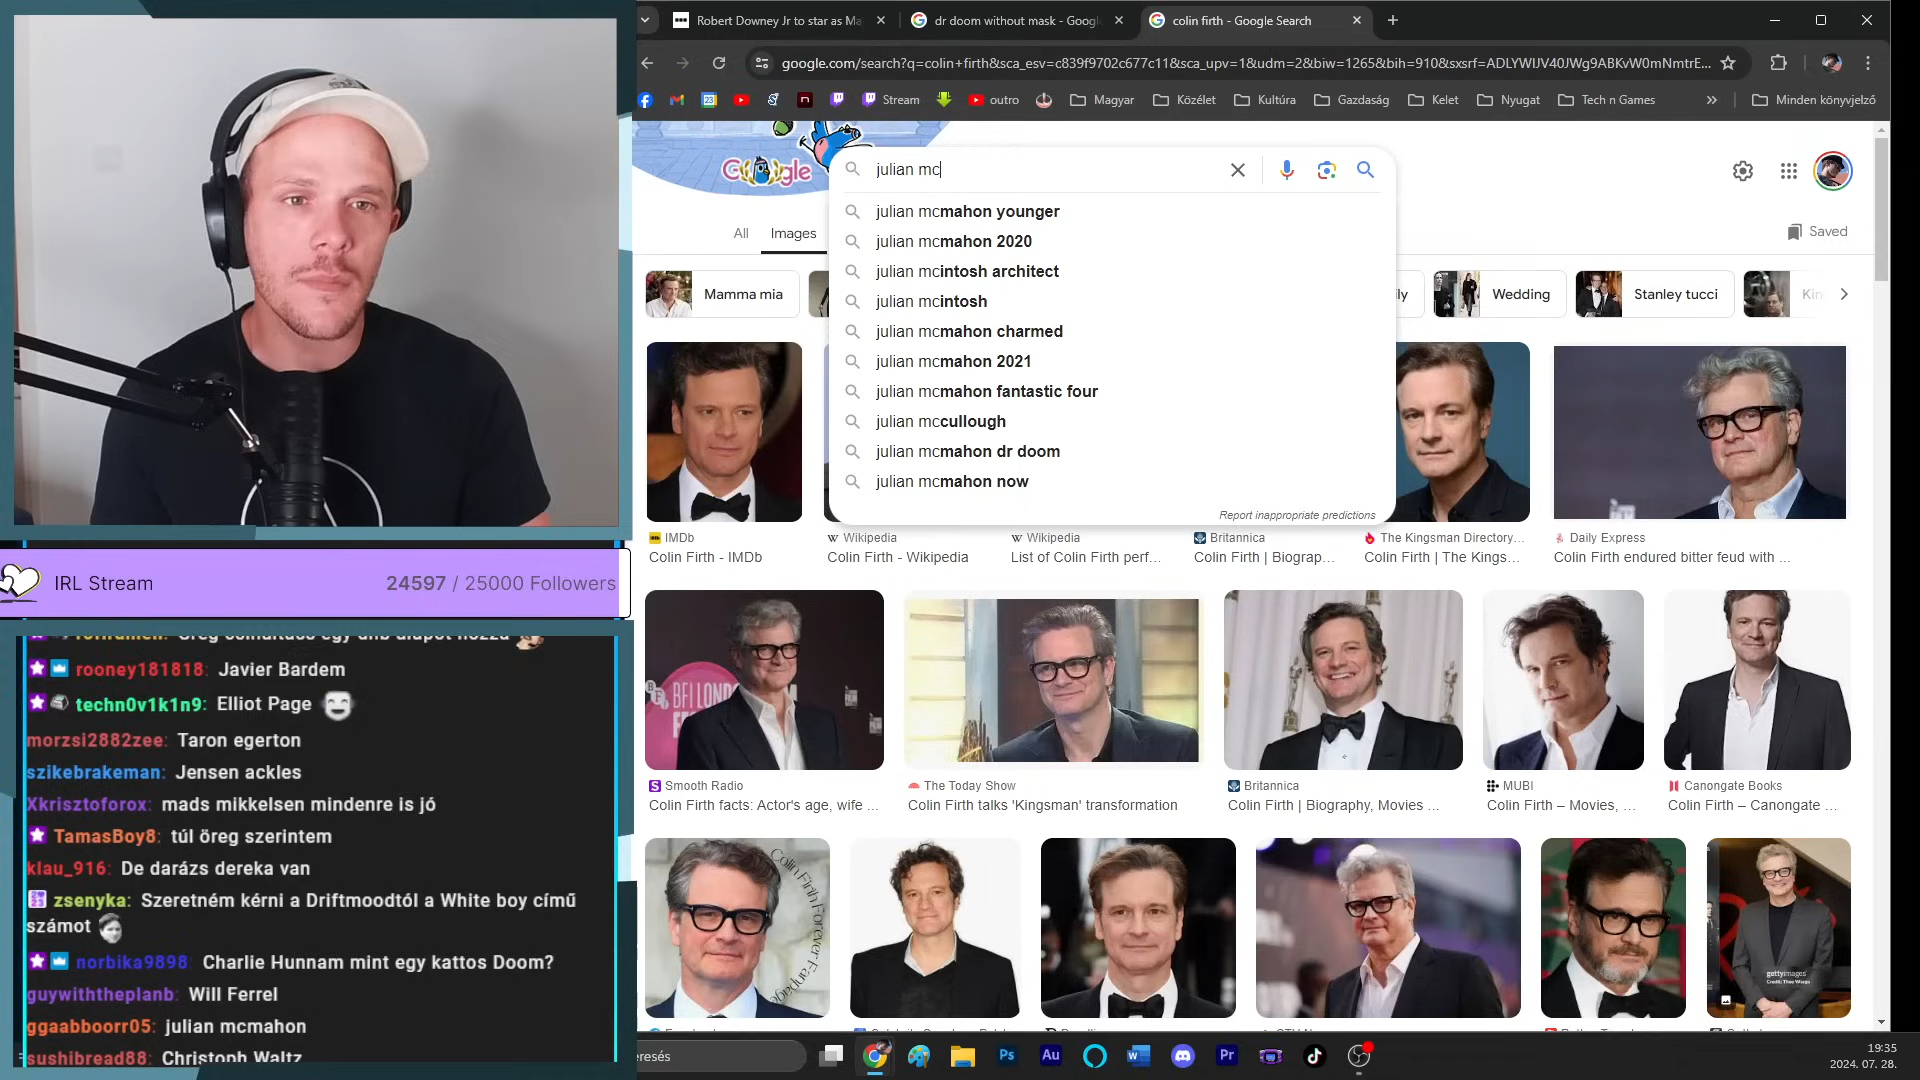 Robert Downey Jr to star as Ma
dr doom without mask - Googl
colin firth - Google Search
google.com/search?q=colin+firth&sca_esv=c839f9702c677c11&sca_upv=1&udm=2&biw=1265&bih=910&sxsrf=ADLYWIJV40JWg9ABKvW0mNmtrE...
Stream
outro
Magyar
Közélet
Kultúra
Gazdaság
Kelet
Nyugat
Tech n Games
Minden könyvjelző
Google
julian mc
julian mcmahon younger
julian mcmahon 2020
julian mcintosh architect
julian mcintosh
julian mcmahon charmed
julian mcmahon 2021
julian mcmahon fantastic four
julian mccullough
julian mcmahon dr doom
julian mcmahon now
Report inappropriate predictions
All
Images
Saved
Mamma mia
Wedding
Stanley tucci
IMDb
Colin Firth - IMDb
Wikipedia
Colin Firth - Wikipedia
Wikipedia
List of Colin Firth perf...
Britannica
Colin Firth | Biograp...
The Kingsman Directory...
Colin Firth | The Kings...
Daily Express
Colin Firth endured bitter feud with ...
Smooth Radio
Colin Firth facts: Actor's age, wife ...
The Today Show
Colin Firth talks 'Kingsman' transformation
Britannica
Colin Firth | Biography, Movies ...
MUBI
Colin Firth – Movies, ...
Canongate Books
Colin Firth – Canongate ...
Colin Firth Forever Fanpage
gettyimages
IRL Stream
24597 / 25000 Followers
rooney181818: Javier Bardem
techn0v1k1n9: Elliot Page
morzsi2882zee: Taron egerton
szikebrakeman: Jensen ackles
Xkrisztoforox: mads mikkelsen mindenre is jó
TamasBoy8: túl öreg szerintem
klau_916: De darázs dereka van
zsenyka: Szeretném kérni a Driftmoodtól a White boy című
számot
norbika9898: Charlie Hunnam mint egy kattos Doom?
guywiththeplanb: Will Ferrel
ggaabboorr05: julian mcmahon
sushibread88: Christoph Waltz
eresés
Ps
Au
Pr
19:35
2024. 07. 28.